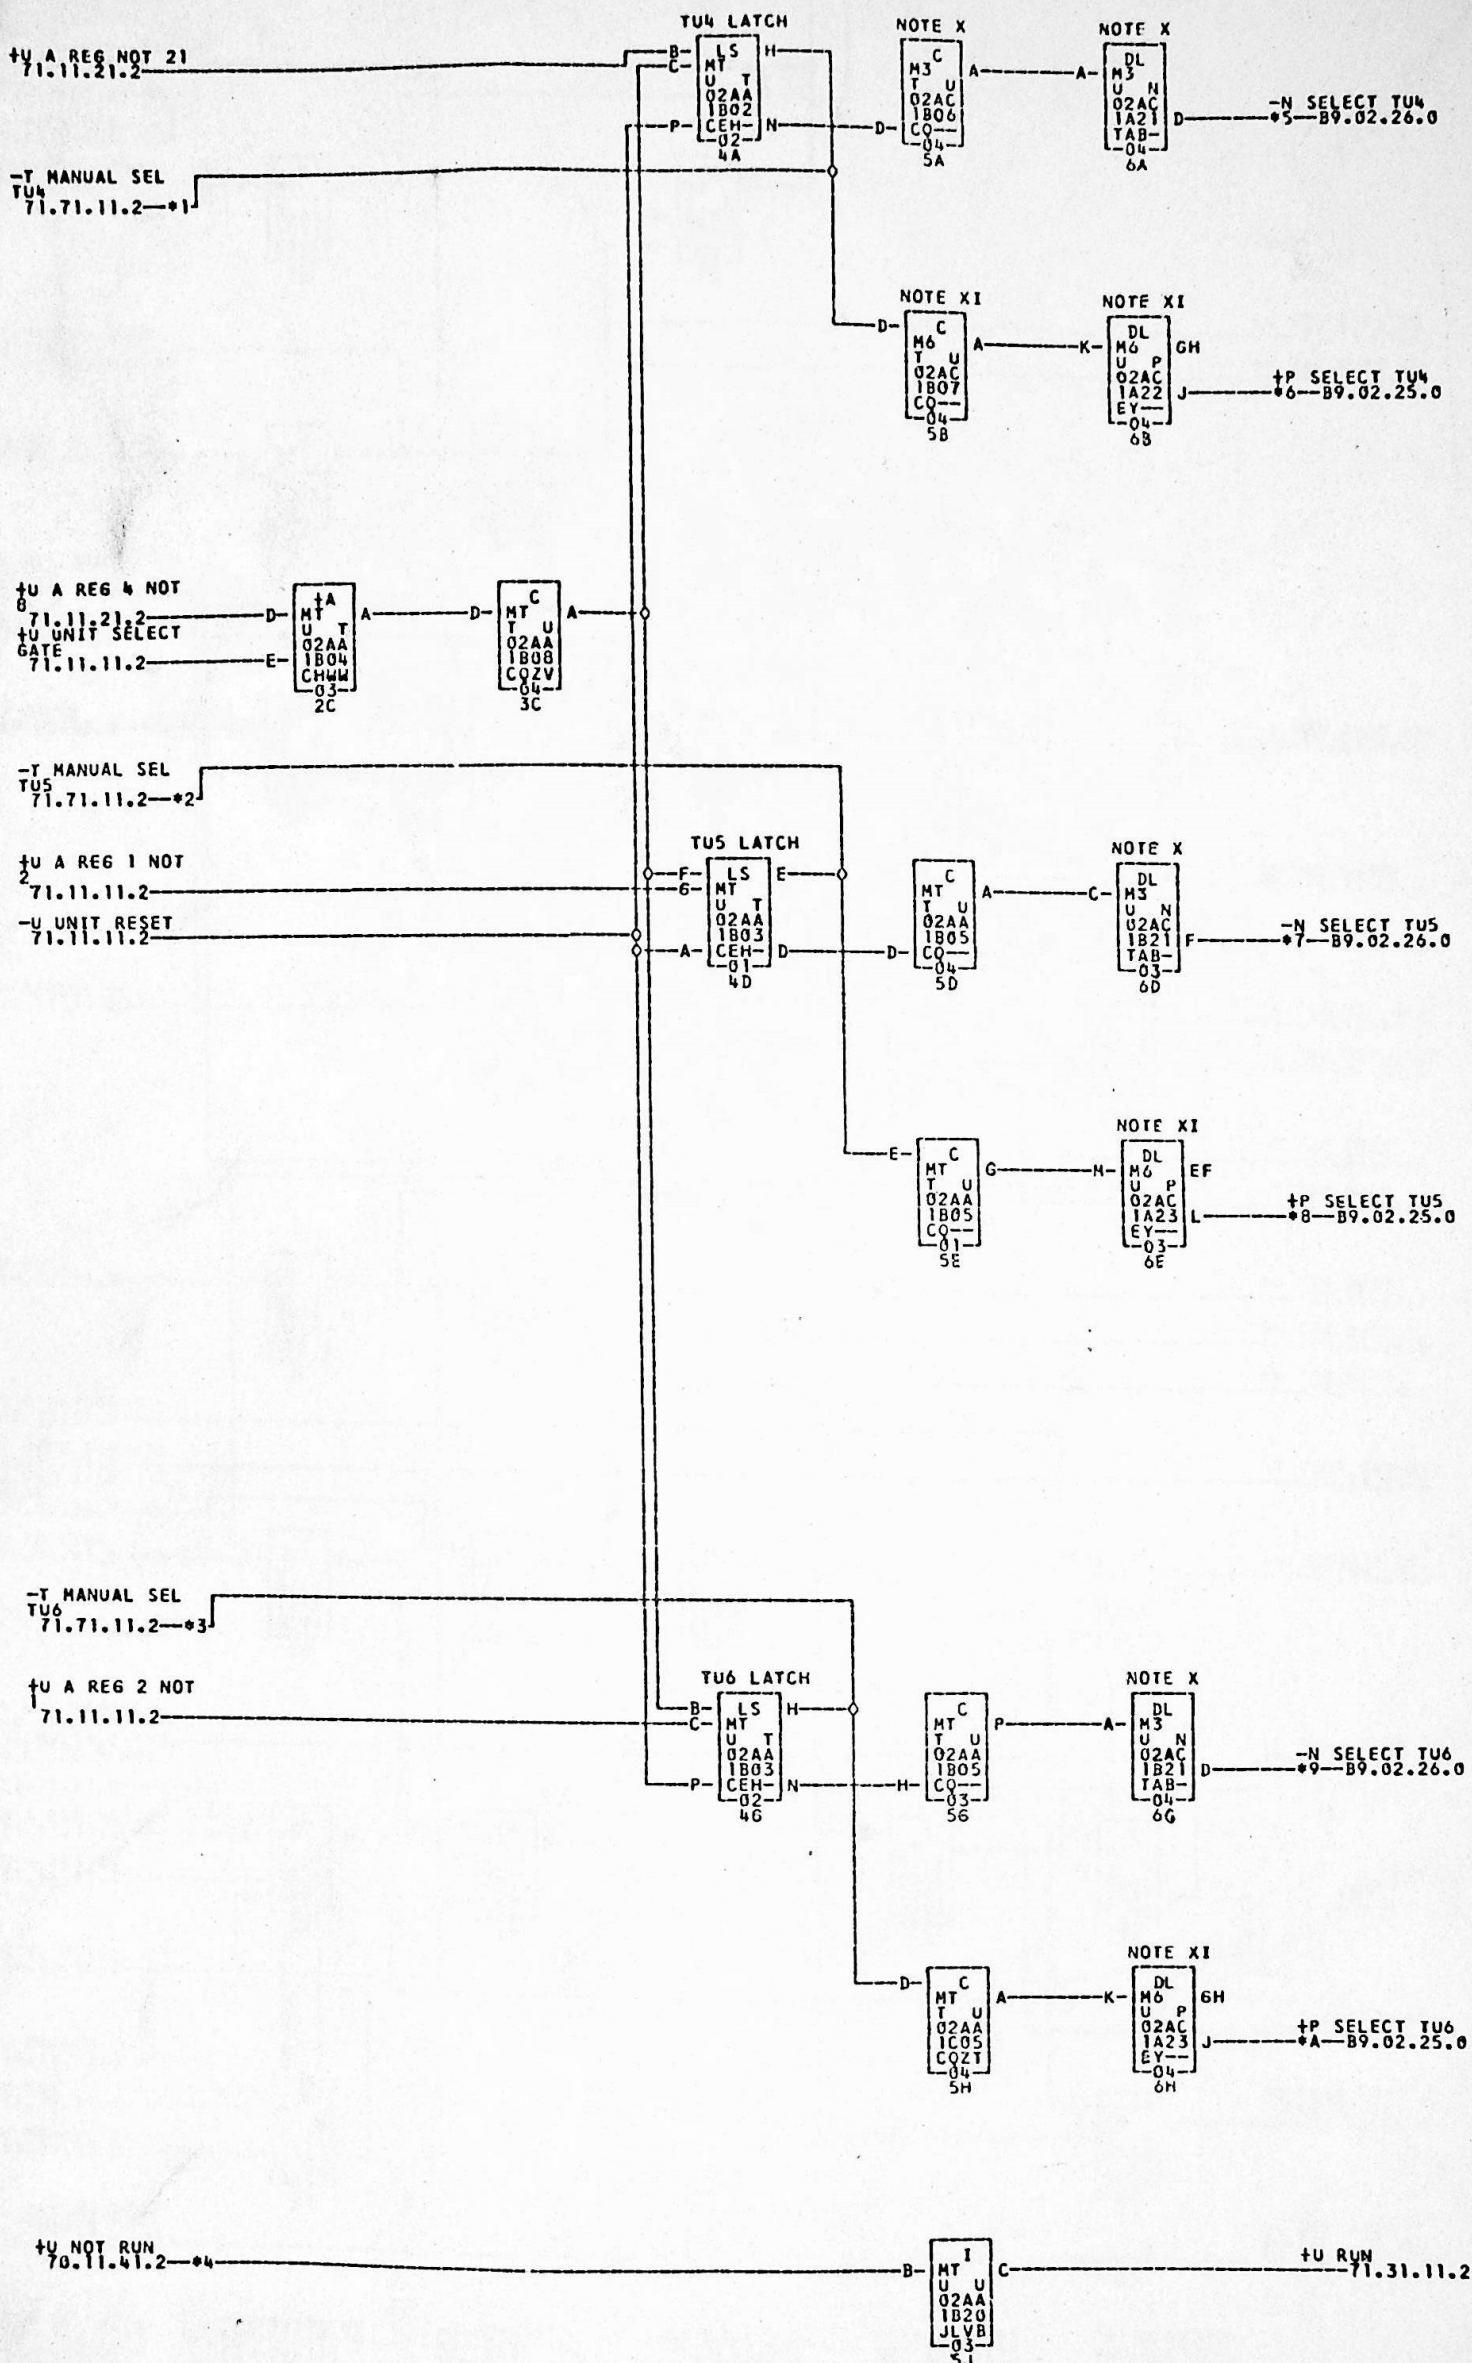 TU4 LATCH
NOTE X
NOTE X
+U A REG NOT 21
71.11.21.2
B
C
P
LS
MT
U T
02AA
1B02
CEH-
02
4A
H
N
D
C
M3
T U
02AC
1B06
CQ--
04
5A
A
A
DL
M3
U N
02AC
1A21
TAB-
04
6A
D
-N SELECT TU4
*5--B9.02.26.0
-T MANUAL SEL
TU4
71.71.11.2--*1
NOTE XI
NOTE XI
D
C
M6
T U
02AC
1B07
CQ--
04
5B
A
K
DL
M6
U P
02AC
1A22
EY--
04
6B
GH
J
+P SELECT TU4
*6--B9.02.25.0
+U A REG 4 NOT
8
71.11.21.2
+U UNIT SELECT
GATE
71.11.11.2
D
E
+A
MT
U T
02AA
1B04
CHWW
03
2C
A
D
C
MT
T U
02AA
1B08
CQZV
04
3C
A
-T MANUAL SEL
TU5
71.71.11.2--*2
+U A REG 1 NOT
2
71.11.11.2
-U UNIT RESET
71.11.11.2
TU5 LATCH
F
G
A
LS
MT
U T
02AA
1B03
CEH-
01
4D
E
D
D
C
MT
T U
02AA
1B05
CQ--
04
5D
A
NOTE X
C
DL
M3
U N
02AC
1B21
TAB-
03
6D
F
-N SELECT TU5
*7--B9.02.26.0
NOTE XI
E
C
MT
T U
02AA
1B05
CQ--
01
5E
G
M
DL
M6
U P
02AC
1A23
EY--
03
6E
EF
L
+P SELECT TU5
*8--B9.02.25.0
-T MANUAL SEL
TU6
71.71.11.2--*3
+U A REG 2 NOT
1
71.11.11.2
TU6 LATCH
B
C
P
LS
MT
U T
02AA
1B03
CEH-
02
4G
H
N
H
C
MT
T U
02AA
1B05
CQ--
03
5G
P
NOTE X
A
DL
M3
U N
02AC
1B21
TAB-
04
6G
D
-N SELECT TU6
*9--B9.02.26.0
NOTE XI
D
C
MT
T U
02AA
1C05
CQZT
04
5H
A
K
DL
M6
U P
02AC
1A23
EY--
04
6H
GH
J
+P SELECT TU6
*A--B9.02.25.0
+U NOT RUN
70.11.41.2--*4
B
I
MT
U U
02AA
1B20
JLVB
03
C
+U RUN
71.31.11.2